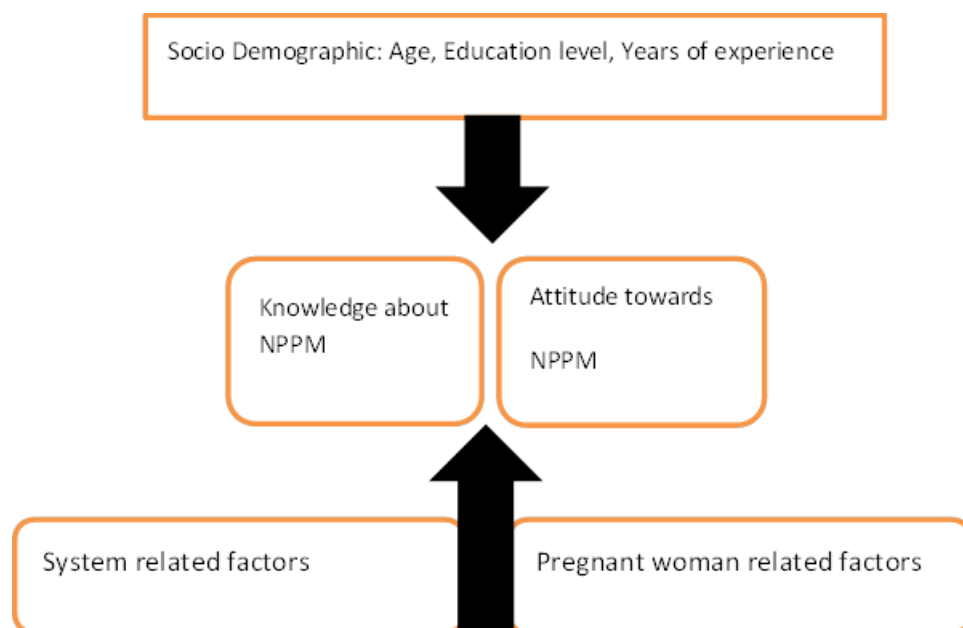 Socio Demographic: Age, Education level, Years of experience
Knowledge about
NPPM
Attitude towards
NPPM
System related factors
Pregnant woman related factors